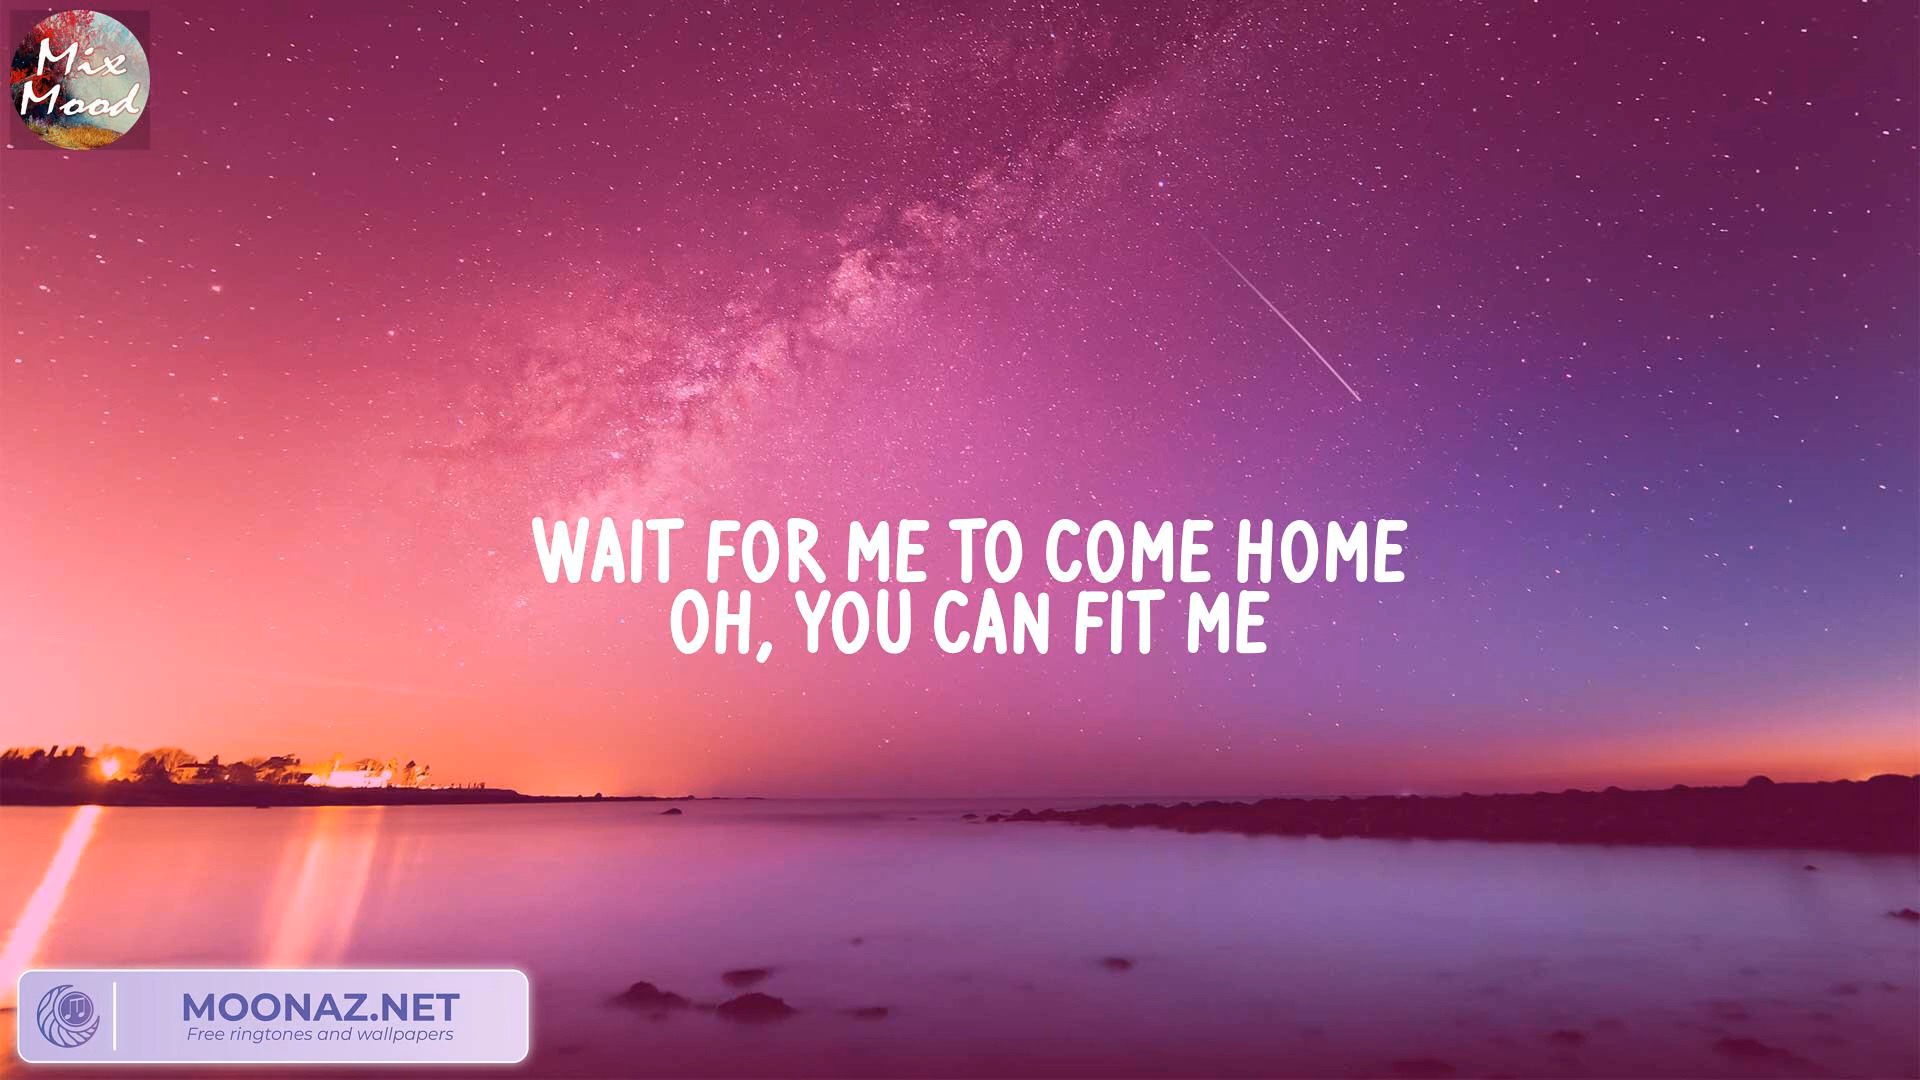 Mix
Mood
WAIT FOR ME TO COME HOME
OH, YOU CAN FIT ME
MOONAZ.NET
Free ringtones and wallpapers